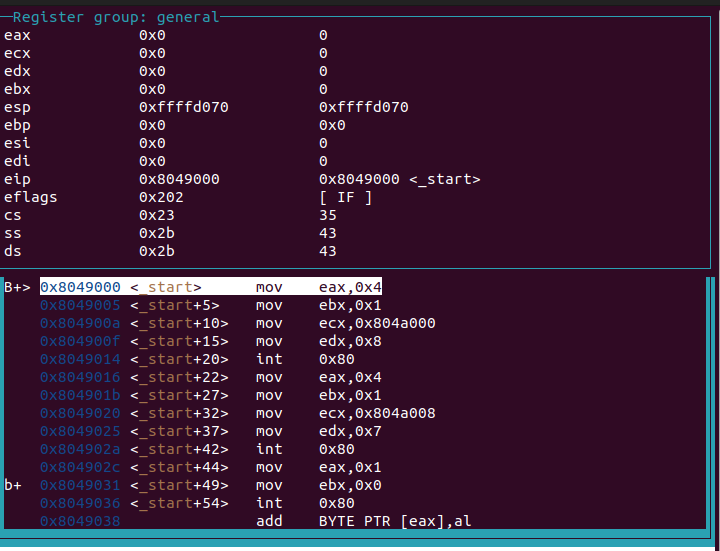 Register group: general
eax 0x0 0
ecx 0x0 0
edx 0x0 0
ebx 0x0 0
esp 0xffffd070 0xffffd070
ebp 0x0 0x0
esi 0x0 0
edi 0x0 0
eip 0x8049000 0x8049000 <_start>
eflags 0x202 [ IF ]
cs 0x23 35
ss 0x2b 43
ds 0x2b 43
B+> 0x8049000 <_start> mov eax,0x4
0x8049005 <_start+5> mov ebx,0x1
0x804900a <_start+10> mov ecx,0x804a000
0x804900f <_start+15> mov edx,0x8
0x8049014 <_start+20> int 0x80
0x8049016 <_start+22> mov eax,0x4
0x804901b <_start+27> mov ebx,0x1
0x8049020 <_start+32> mov ecx,0x804a008
0x8049025 <_start+37> mov edx,0x7
0x804902a <_start+42> int 0x80
0x804902c <_start+44> mov eax,0x1
b+ 0x8049031 <_start+49> mov ebx,0x0
0x8049036 <_start+54> int 0x80
0x8049038 add BYTE PTR [eax],al